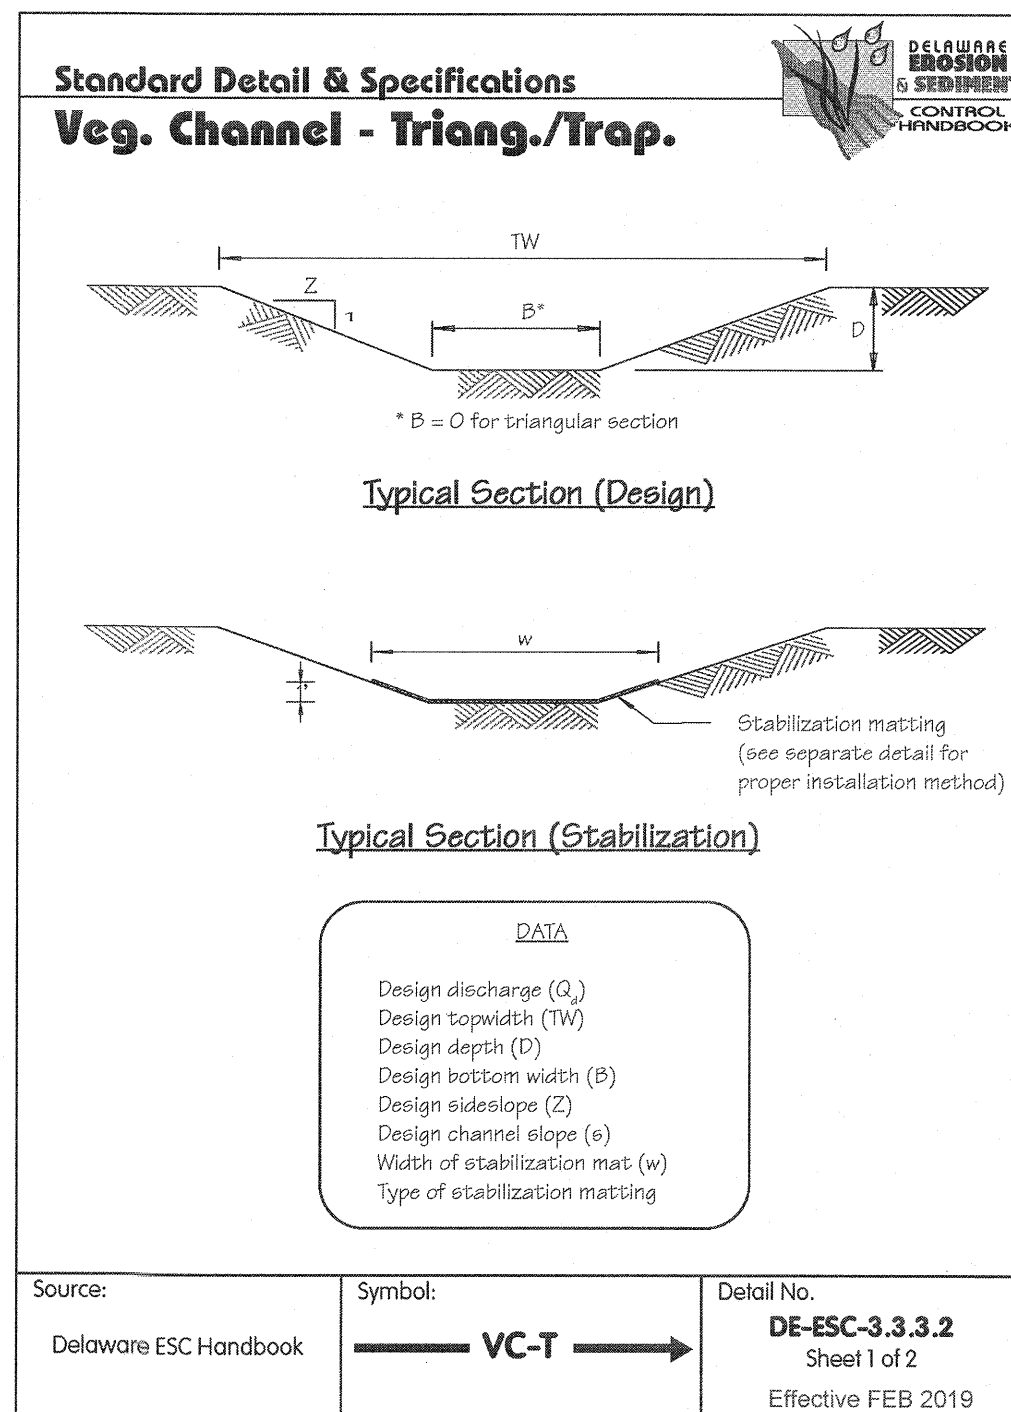 Standard Detail & Specifications
Veg. Channel - Triang./Trap.
DELAWARE
EROSION
& SEDIMENT
CONTROL
HANDBOOK
TW
Z
1
B*
D
* B = 0 for triangular section
Typical Section (Design)
w
1'
Stabilization matting
(see separate detail for
proper installation method)
Typical Section (Stabilization)
DATA
Design discharge (Qd)
Design topwidth (TW)
Design depth (D)
Design bottom width (B)
Design sideslope (Z)
Design channel slope (s)
Width of stabilization mat (w)
Type of stabilization matting
Source:
Delaware ESC Handbook
Symbol:
VC-T
Detail No.
DE-ESC-3.3.3.2
Sheet 1 of 2
Effective FEB 2019